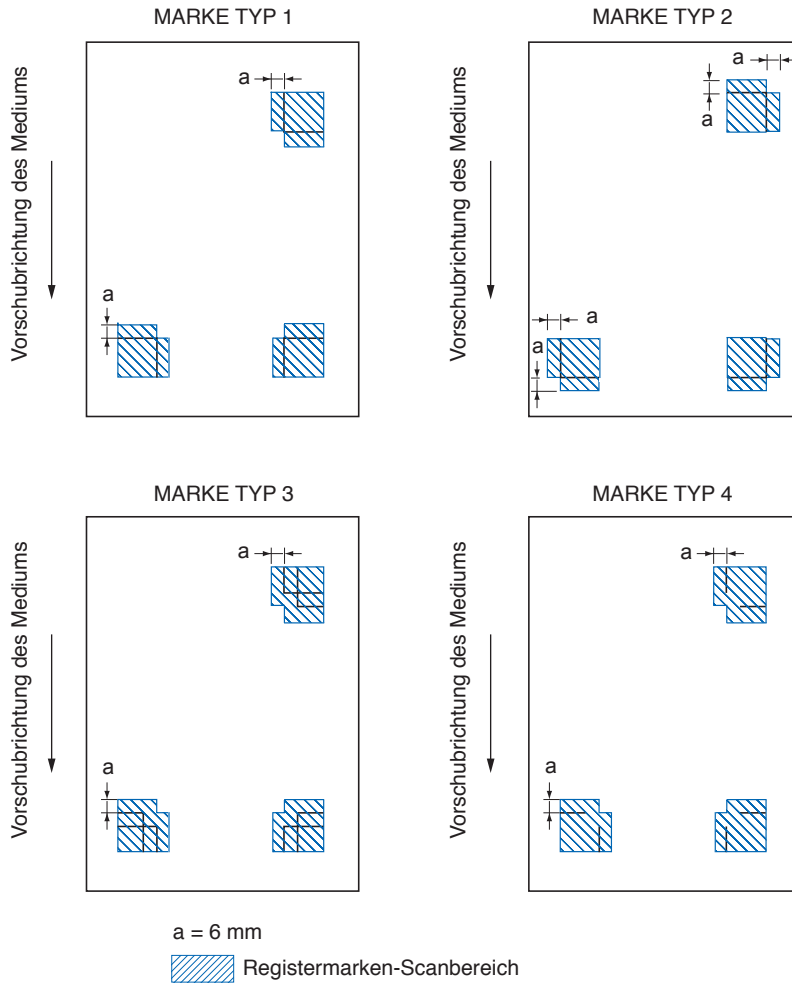 MARKE TYP 1
MARKE TYP 2
Vorschubrichtung des Mediums
a
a
Vorschubrichtung des Mediums
a
a
a
a
a
MARKE TYP 3
MARKE TYP 4
Vorschubrichtung des Mediums
a
a
Vorschubrichtung des Mediums
a
a
a = 6 mm
Registermarken-Scanbereich